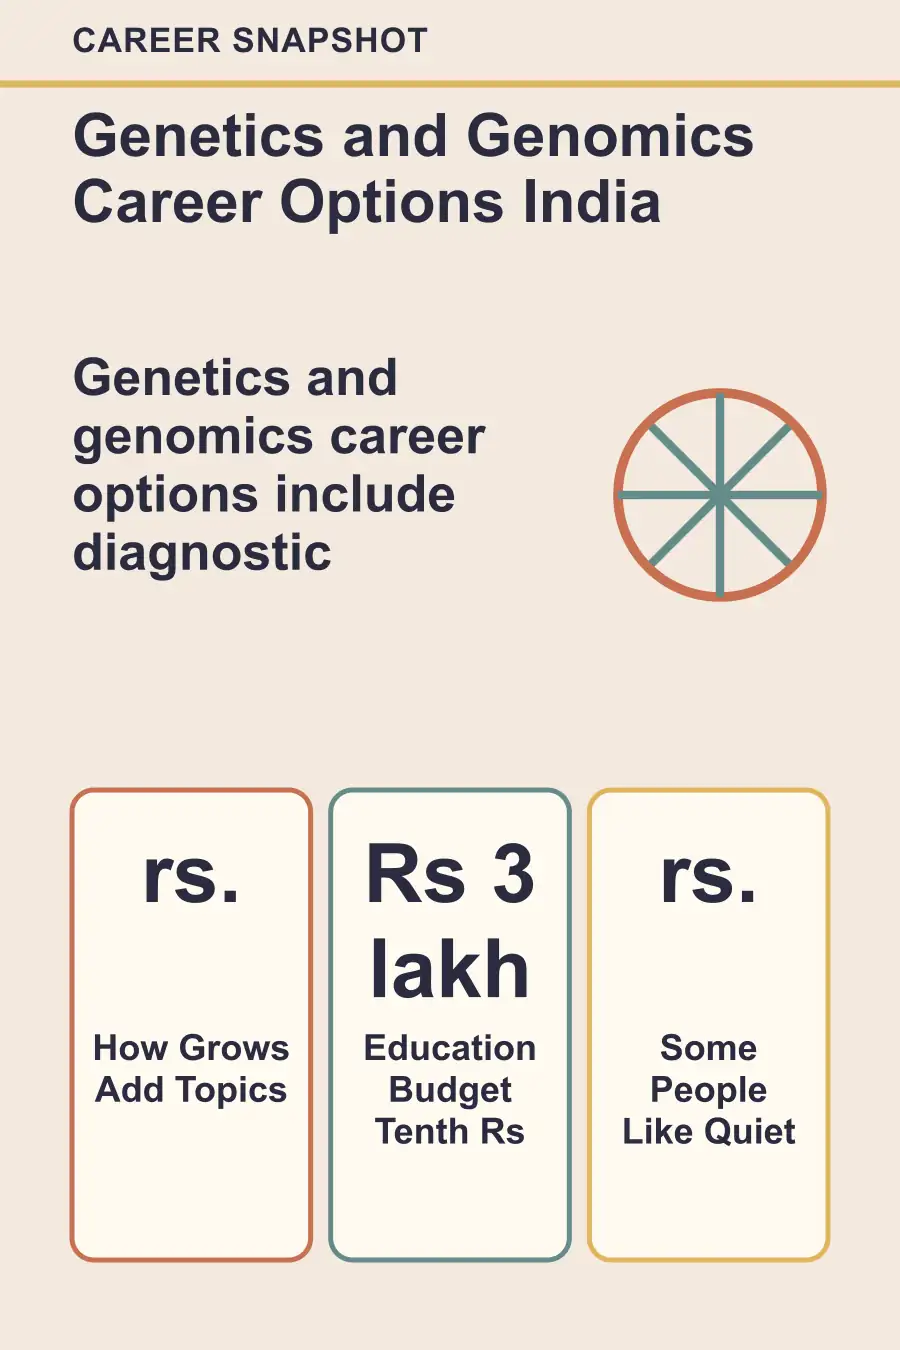 CAREER SNAPSHOT
Genetics and Genomics
Career Options India
Genetics and
genomics career
options include
diagnostic
rs.
How Grows
Add Topics
Rs 3
lakh
Education
Budget
Tenth Rs
rs.
Some
People
Like Quiet